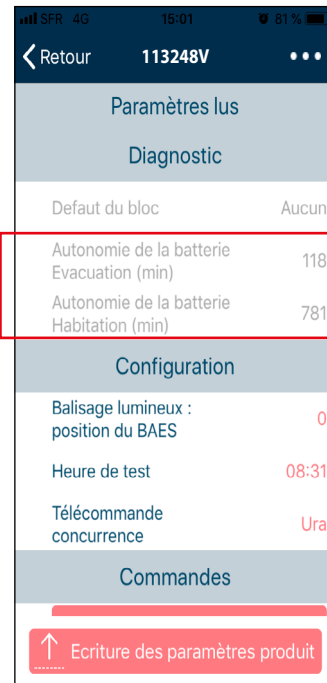 SFR 4G 15:01 81 %
Retour 113248V
Paramètres lus
Diagnostic
Defaut du bloc Aucun
Autonomie de la batterie
Evacuation (min) 118
Autonomie de la batterie
Habitation (min) 781
Configuration
Balisage lumineux :
position du BAES 0
Heure de test 08:31
Télécommande
concurrence Ura
Commandes
Ecriture des paramètres produit